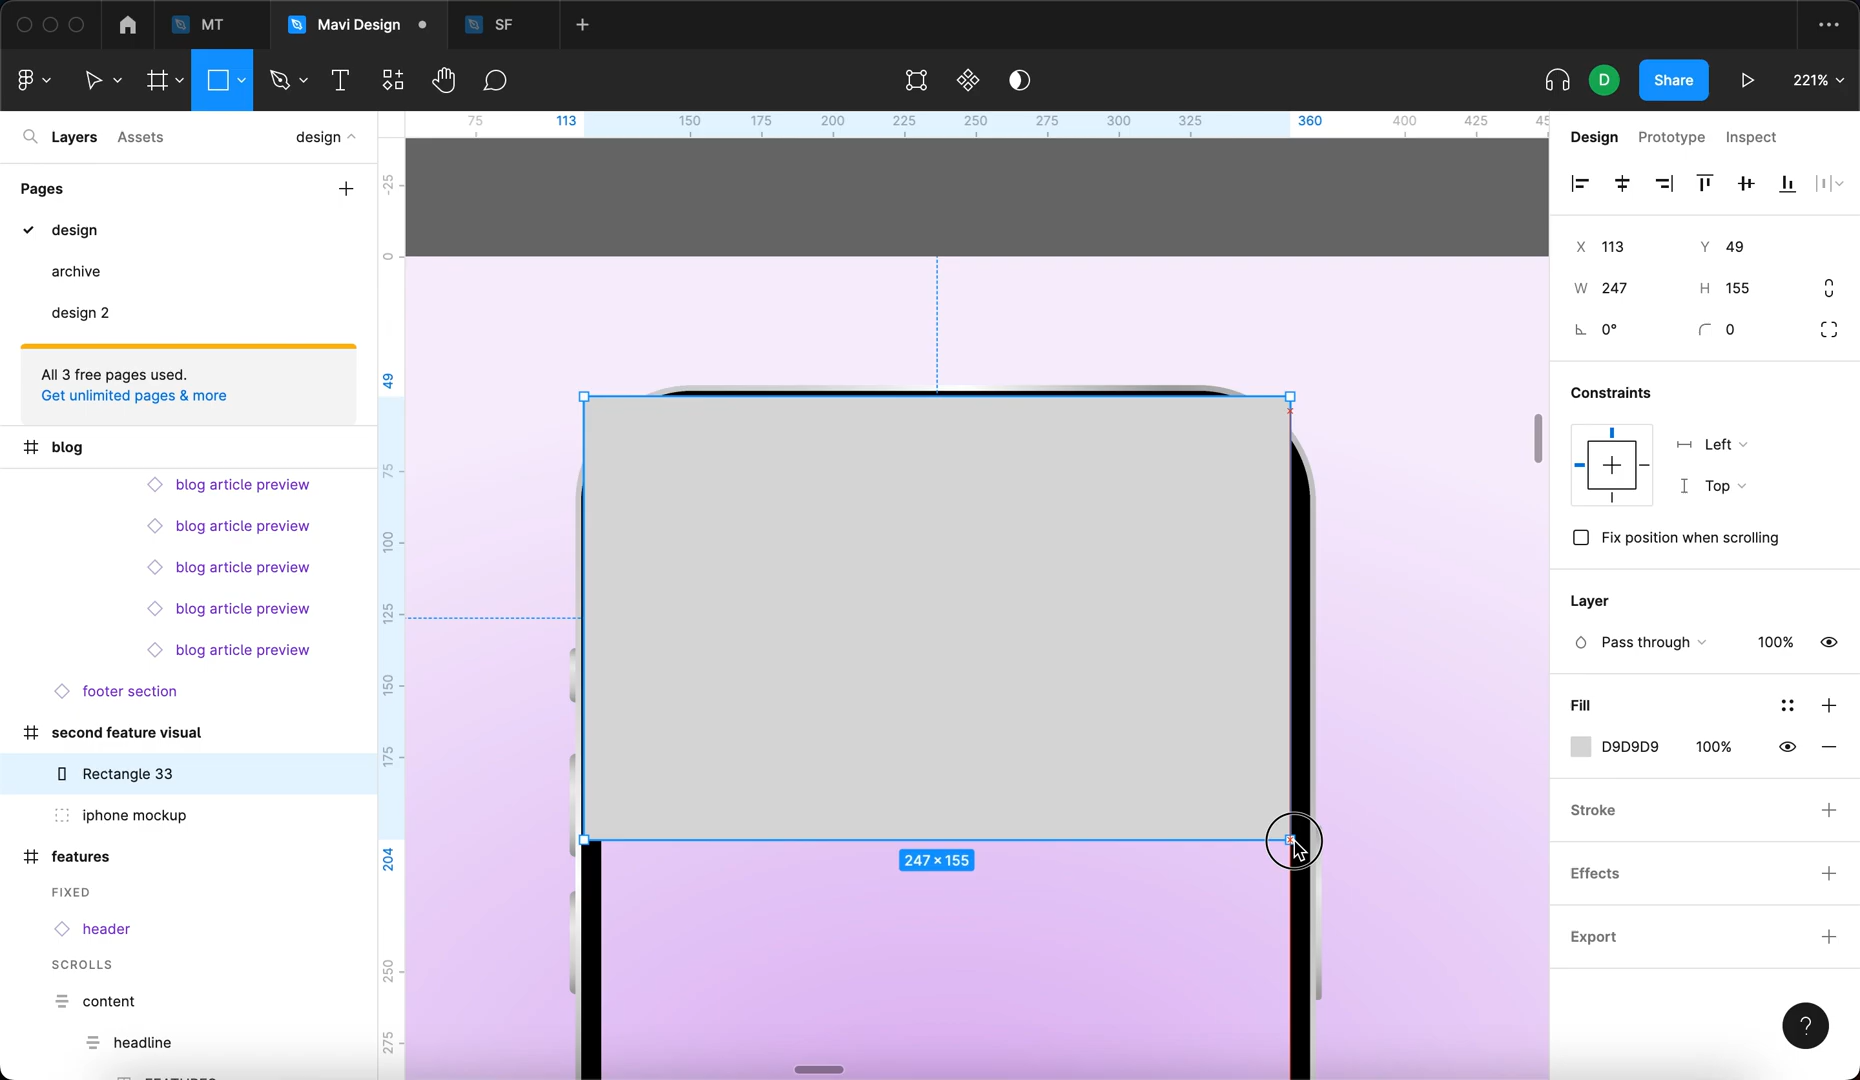 MT
Mavi Design
SF
D
Share
221%
Layers
Assets
design
Pages
design
archive
design 2
All 3 free pages used.
Get unlimited pages & more
blog
blog article preview
blog article preview
blog article preview
blog article preview
blog article preview
footer section
second feature visual
Rectangle 33
iphone mockup
features
FIXED
header
SCROLLS
content
headline
75
113
150
175
200
225
250
275
300
325
360
400
425
-25
0
49
75
100
125
150
175
204
250
275
247 × 155
Design
Prototype
Inspect
X 113
Y 49
W 247
H 155
0°
0
Constraints
Left
Top
Fix position when scrolling
Layer
Pass through
100%
Fill
D9D9D9
100%
Stroke
Effects
Export
?